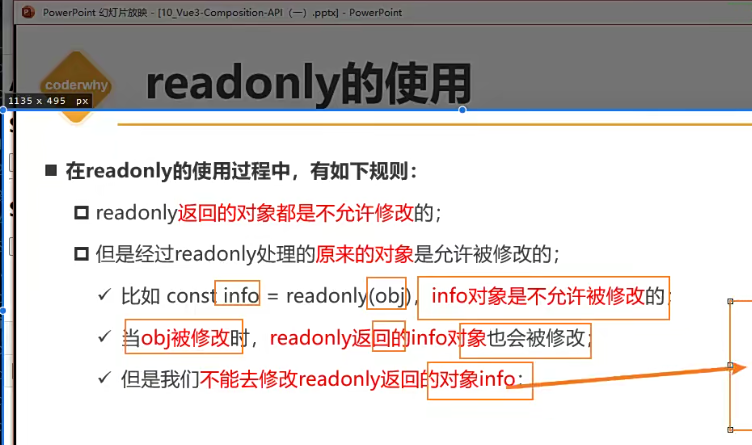 PowerPoint 幻灯片放映 - [10_Vue3-Composition-API（一）.pptx] - PowerPoint
coderwhy
readonly的使用
1135 x 495 px
在readonly的使用过程中，有如下规则：
readonly返回的对象都是不允许修改的；
但是经过readonly处理的原来的对象是允许被修改的；
比如 const info = readonly(obj)，info对象是不允许被修改的；
当obj被修改时，readonly返回的info对象也会被修改；
但是我们不能去修改readonly返回的对象info；